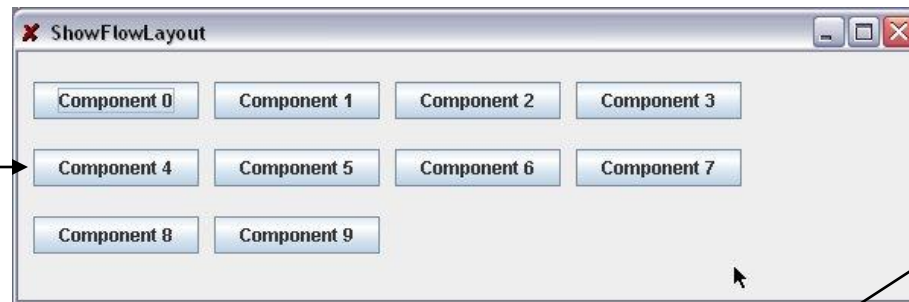 ShowFlowLayout
Component 0 Component 1 Component 2 Component 3
Component 4 Component 5 Component 6 Component 7
Component 8 Component 9